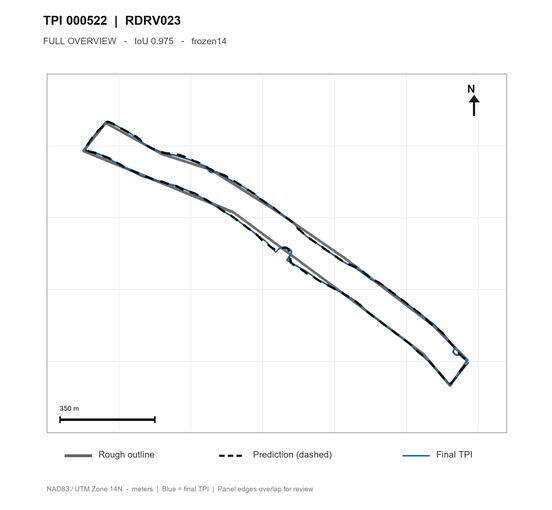 TPI 000522 | RDRV023
FULL OVERVIEW - IoU 0.975 - frozen14
N
350 m
Rough outline
Prediction (dashed)
Final TPI
NAD83 / UTM Zone 14N - meters | Blue = final TPI | Panel edges overlap for review